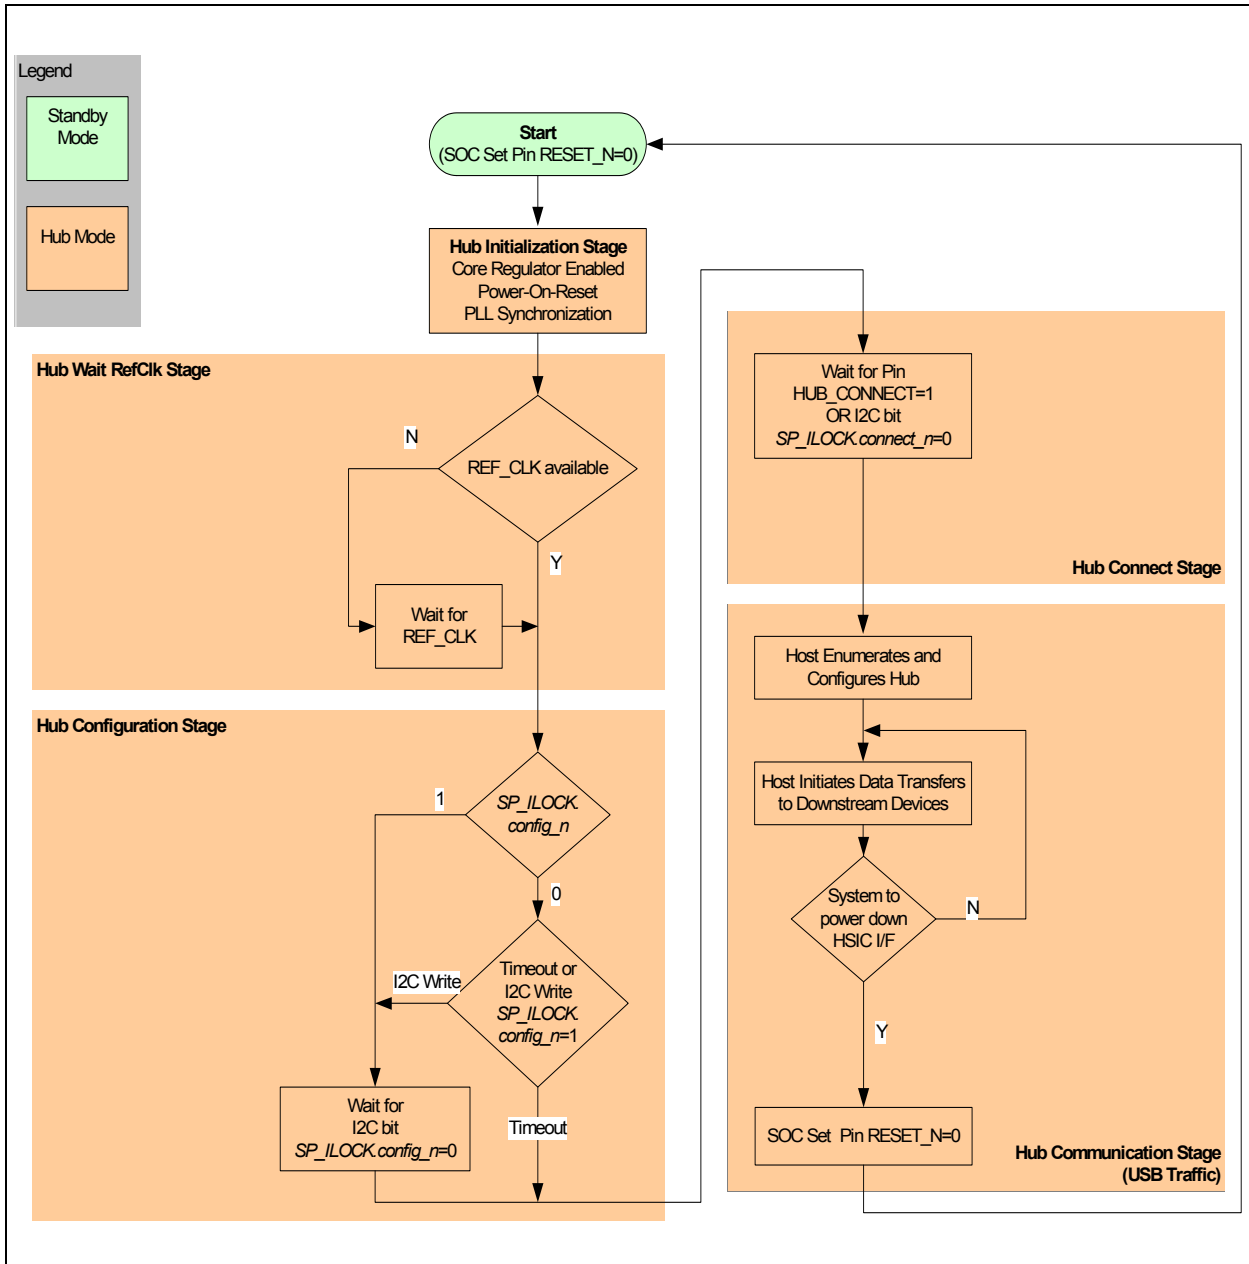 Legend
Standby
Mode
Hub Mode
Start
(SOC Set Pin RESET_N=0)
Hub Initialization Stage
Core Regulator Enabled
Power-On-Reset
PLL Synchronization
Hub Wait RefClk Stage
N
REF_CLK available
Y
Wait for
REF_CLK
Hub Configuration Stage
1
SP_ILOCK.
config_n
0
I2C Write
Timeout or
I2C Write
SP_ILOCK.
config_n=1
Wait for
I2C bit
SP_ILOCK.config_n=0
Timeout
Wait for Pin
HUB_CONNECT=1
OR I2C bit
SP_ILOCK.connect_n=0
Hub Connect Stage
Host Enumerates and
Configures Hub
Host Initiates Data Transfers
to Downstream Devices
System to
power down
HSIC I/F
N
Y
SOC Set  Pin RESET_N=0
Hub Communication Stage
(USB Traffic)